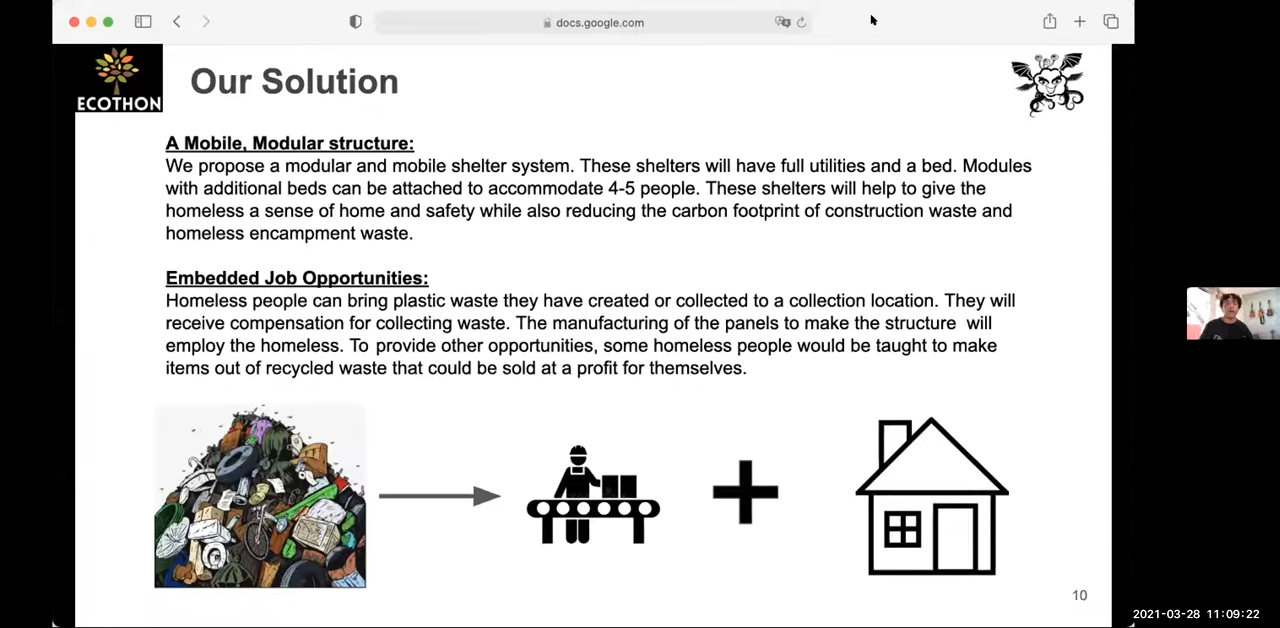 docs.google.com
ECOTHON
Our Solution
A Mobile, Modular structure:
We propose a modular and mobile shelter system. These shelters will have full utilities and a bed. Modules
with additional beds can be attached to accommodate 4-5 people. These shelters will help to give the
homeless a sense of home and safety while also reducing the carbon footprint of construction waste and
homeless encampment waste.
Embedded Job Opportunities:
Homeless people can bring plastic waste they have created or collected to a collection location. They will
receive compensation for collecting waste. The manufacturing of the panels to make the structure will
employ the homeless. To provide other opportunities, some homeless people would be taught to make
items out of recycled waste that could be sold at a profit for themselves.
10
2021-03-28 11:09:22